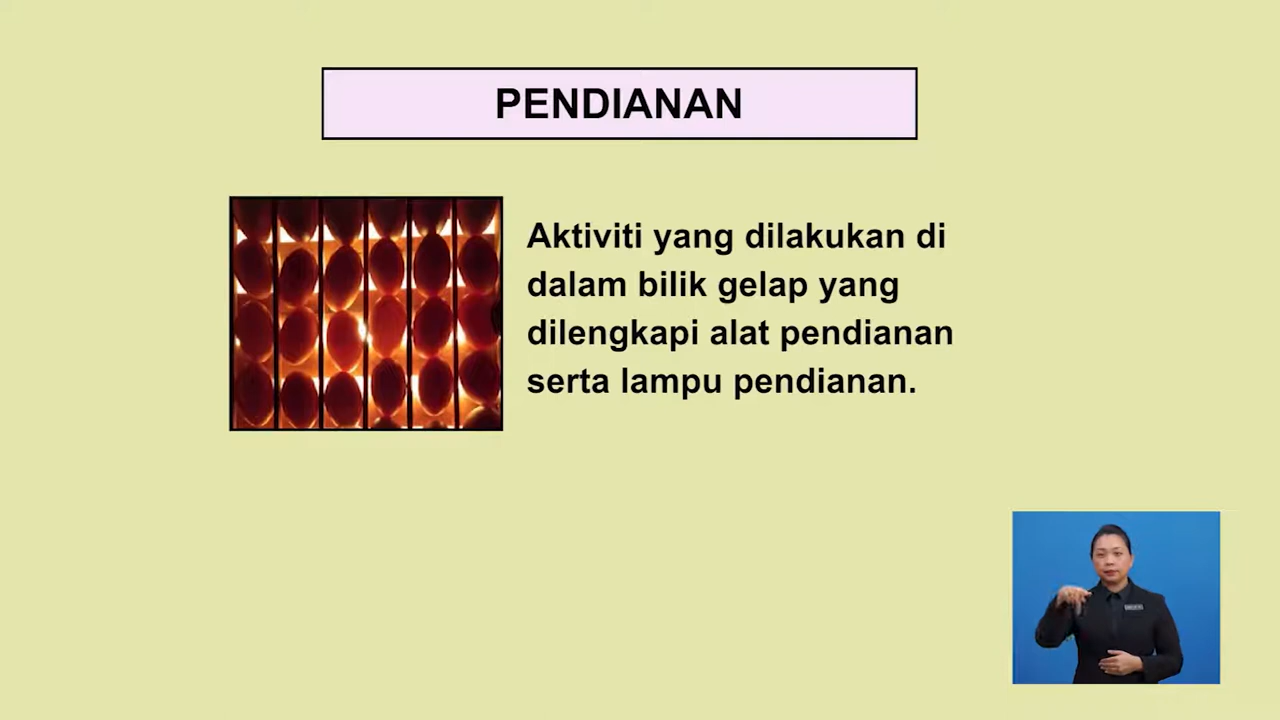 PENDIANAN
Aktiviti yang dilakukan di
dalam bilik gelap yang
dilengkapi alat pendianan
serta lampu pendianan.